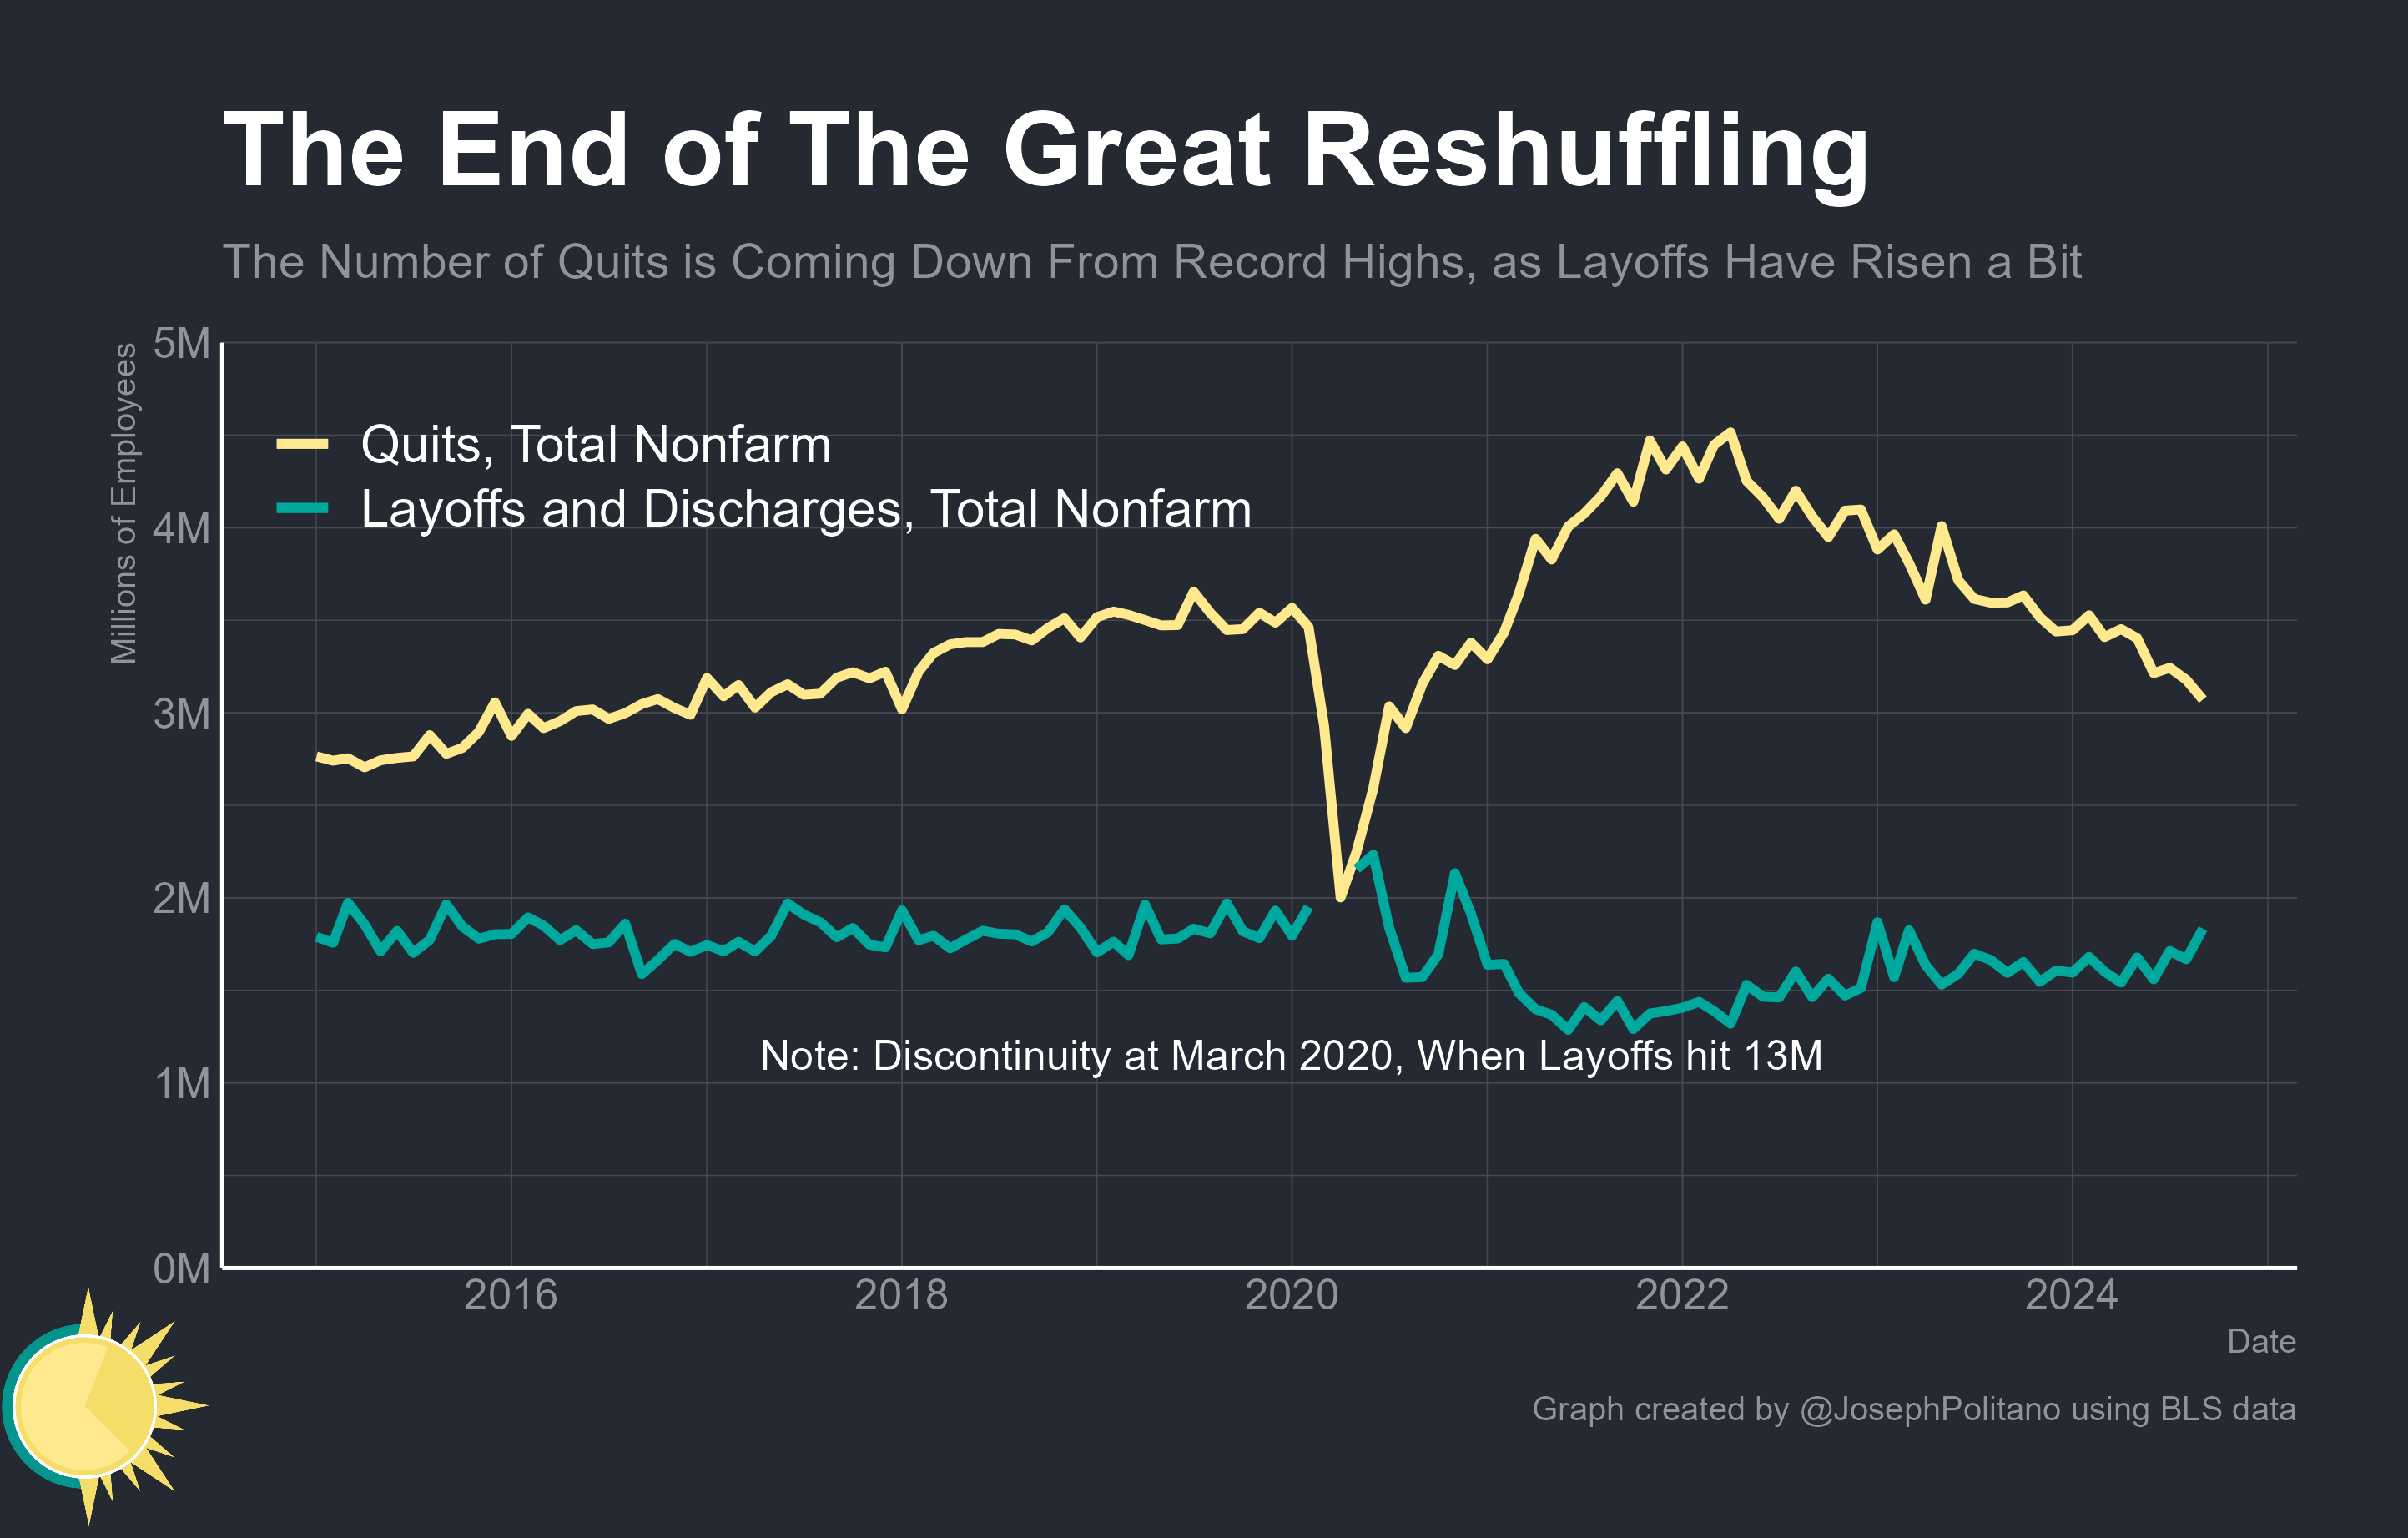 The End of The Great Reshuffling
The Number of Quits is Coming Down From Record Highs, as Layoffs Have Risen a Bit
Millions of Employees
5M
4M
3M
2M
1M
0M
Quits, Total Nonfarm
Layoffs and Discharges, Total Nonfarm
Note: Discontinuity at March 2020, When Layoffs hit 13M
2016
2018
2020
2022
2024
Date
Graph created by @JosephPolitano using BLS data